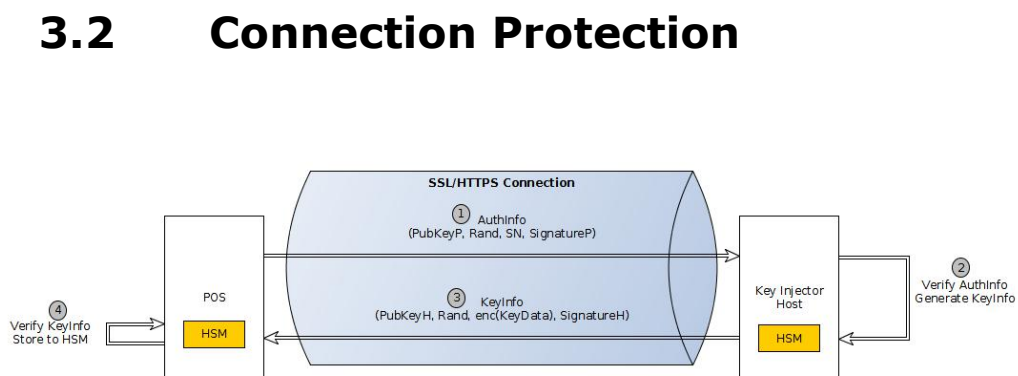 3.2 Connection Protection
SSL/HTTPS Connection
1 AuthInfo
(PubKeyP, Rand, SN, SignatureP)
2
Verify AuthInfo
Generate KeyInfo
3 KeyInfo
(PubKeyH, Rand, enc(KeyData), SignatureH)
4
Verify KeyInfo
Store to HSM
POS
HSM
Key Injector
Host
HSM